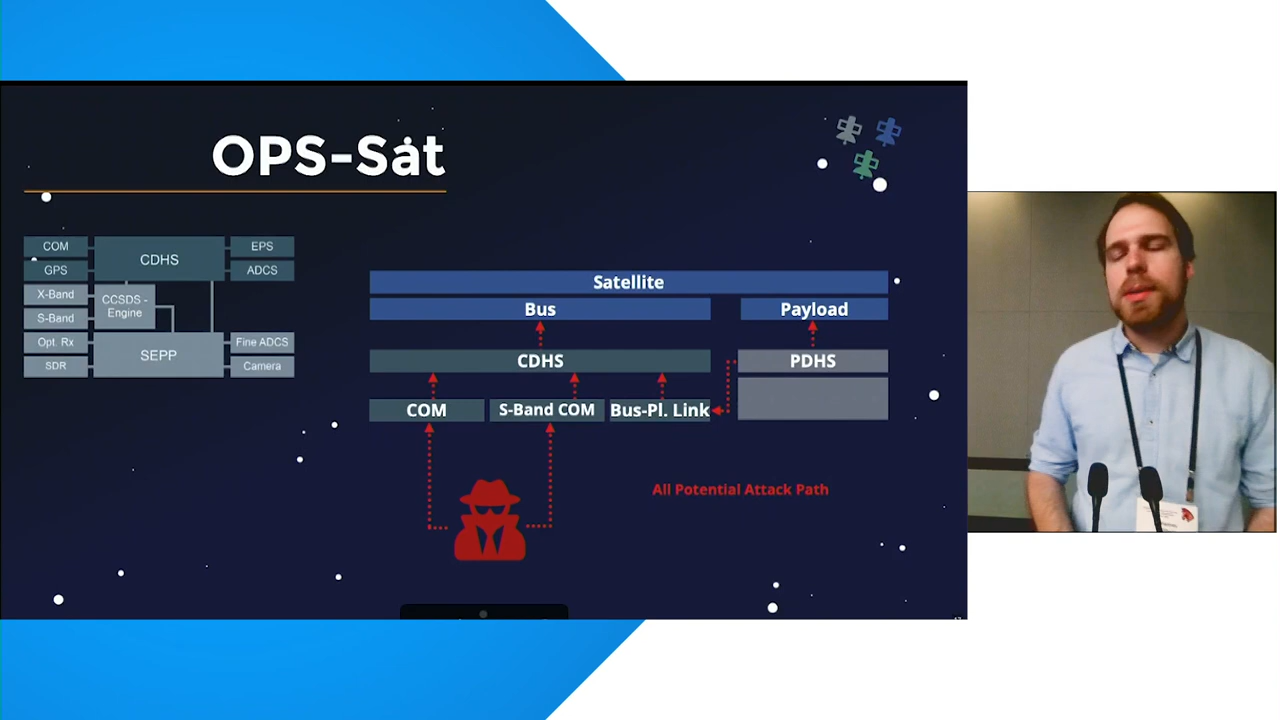 OPS-Sat
COM
CDHS
EPS
GPS
ADCS
X-Band
CCSDS -
Engine
S-Band
Opt. Rx
SEPP
Fine ADCS
SDR
Camera
Satellite
Bus
Payload
CDHS
PDHS
COM
S-Band COM
Bus-Pl. Link
All Potential Attack Path